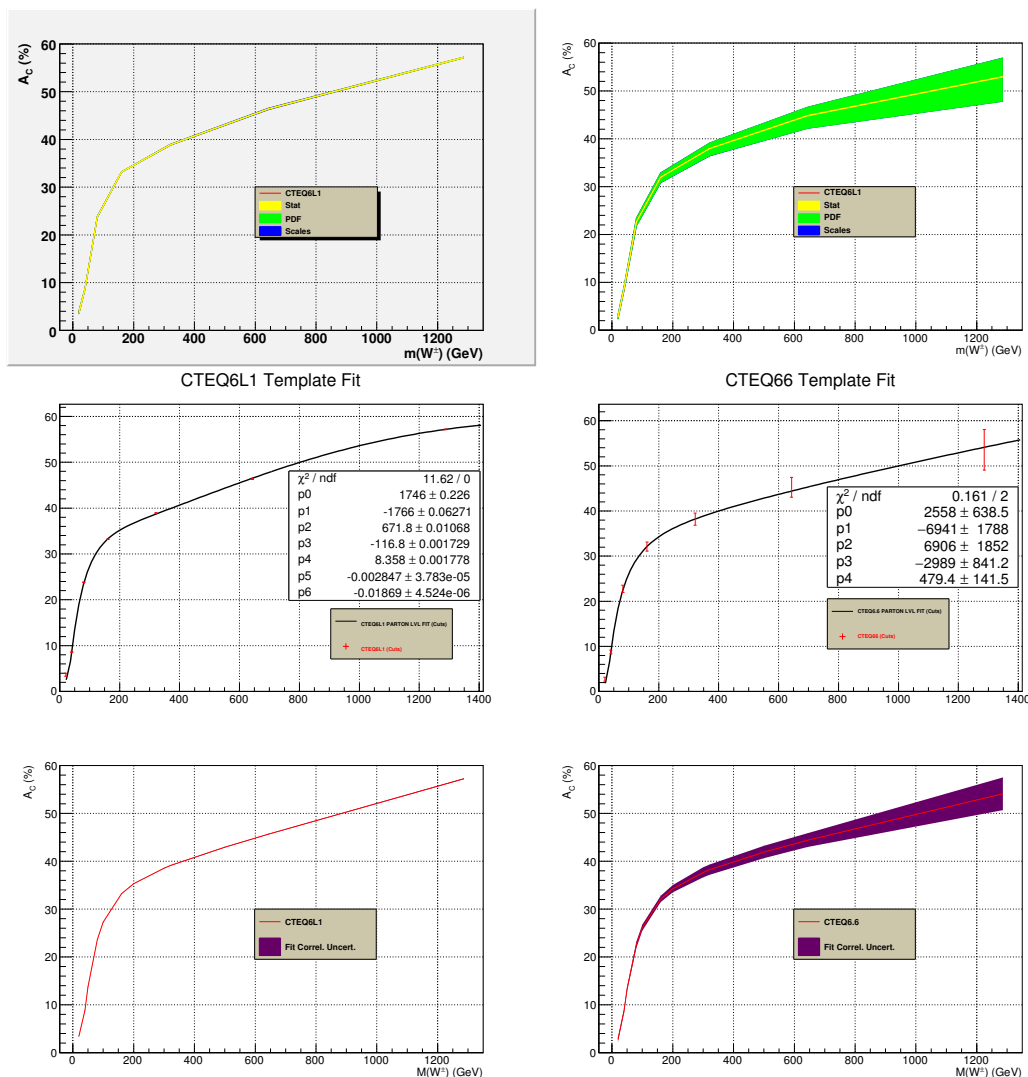 A_C (%)
60
50
40
30
20
10
0
CTEQ6L1
Stat
PDF
Scales
0 200 400 600 800 1000 1200
m(W±) (GeV)
A_C (%)
60
50
40
30
20
10
0
CTEQ6L1
Stat
PDF
Scales
0 200 400 600 800 1000 1200
m(W±) (GeV)
CTEQ6L1 Template Fit
60
50
40
30
20
10
0
χ² / ndf 11.62 / 0
p0 1746 ± 0.226
p1 -1766 ± 0.06271
p2 671.8 ± 0.01068
p3 -116.8 ± 0.001729
p4 8.358 ± 0.001778
p5 -0.002847 ± 3.783e-05
p6 -0.01869 ± 4.524e-06
CTEQ6L1 PARTON LVL FIT (Cuts)
CTEQ6L1 (Cuts)
0 200 400 600 800 1000 1200 1400
CTEQ66 Template Fit
60
50
40
30
20
10
0
χ² / ndf 0.161 / 2
p0 2558 ± 638.5
p1 −6941 ± 1788
p2 6906 ± 1852
p3 −2989 ± 841.2
p4 479.4 ± 141.5
CTEQ6.6 PARTON LVL FIT (Cuts)
CTEQ66 (Cuts)
0 200 400 600 800 1000 1200 1400
A_C (%)
60
50
40
30
20
10
0
CTEQ6L1
Fit Correl. Uncert.
0 200 400 600 800 1000 1200
M(W±) (GeV)
A_C (%)
60
50
40
30
20
10
0
CTEQ6.6
Fit Correl. Uncert.
0 200 400 600 800 1000 1200
M(W±) (GeV)